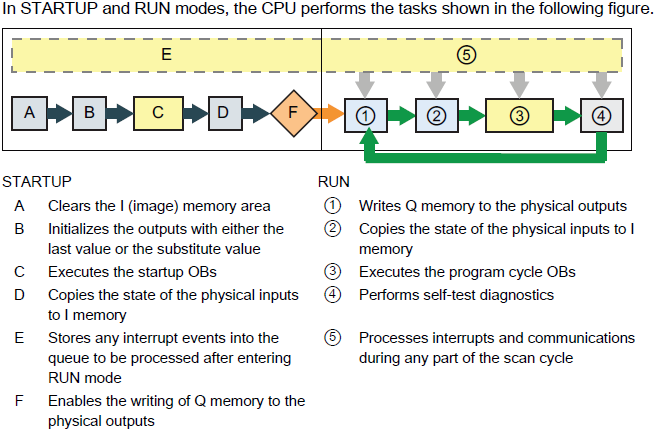 In STARTUP and RUN modes, the CPU performs the tasks shown in the following figure.
E
⑤
A
B
C
D
F
①
②
③
④
STARTUP
A Clears the I (image) memory area
B Initializes the outputs with either the
last value or the substitute value
C Executes the startup OBs
D Copies the state of the physical inputs
to I memory
E Stores any interrupt events into the
queue to be processed after entering
RUN mode
F Enables the writing of Q memory to the
physical outputs
RUN
① Writes Q memory to the physical outputs
② Copies the state of the physical inputs to I
memory
③ Executes the program cycle OBs
④ Performs self-test diagnostics
⑤ Processes interrupts and communications
during any part of the scan cycle